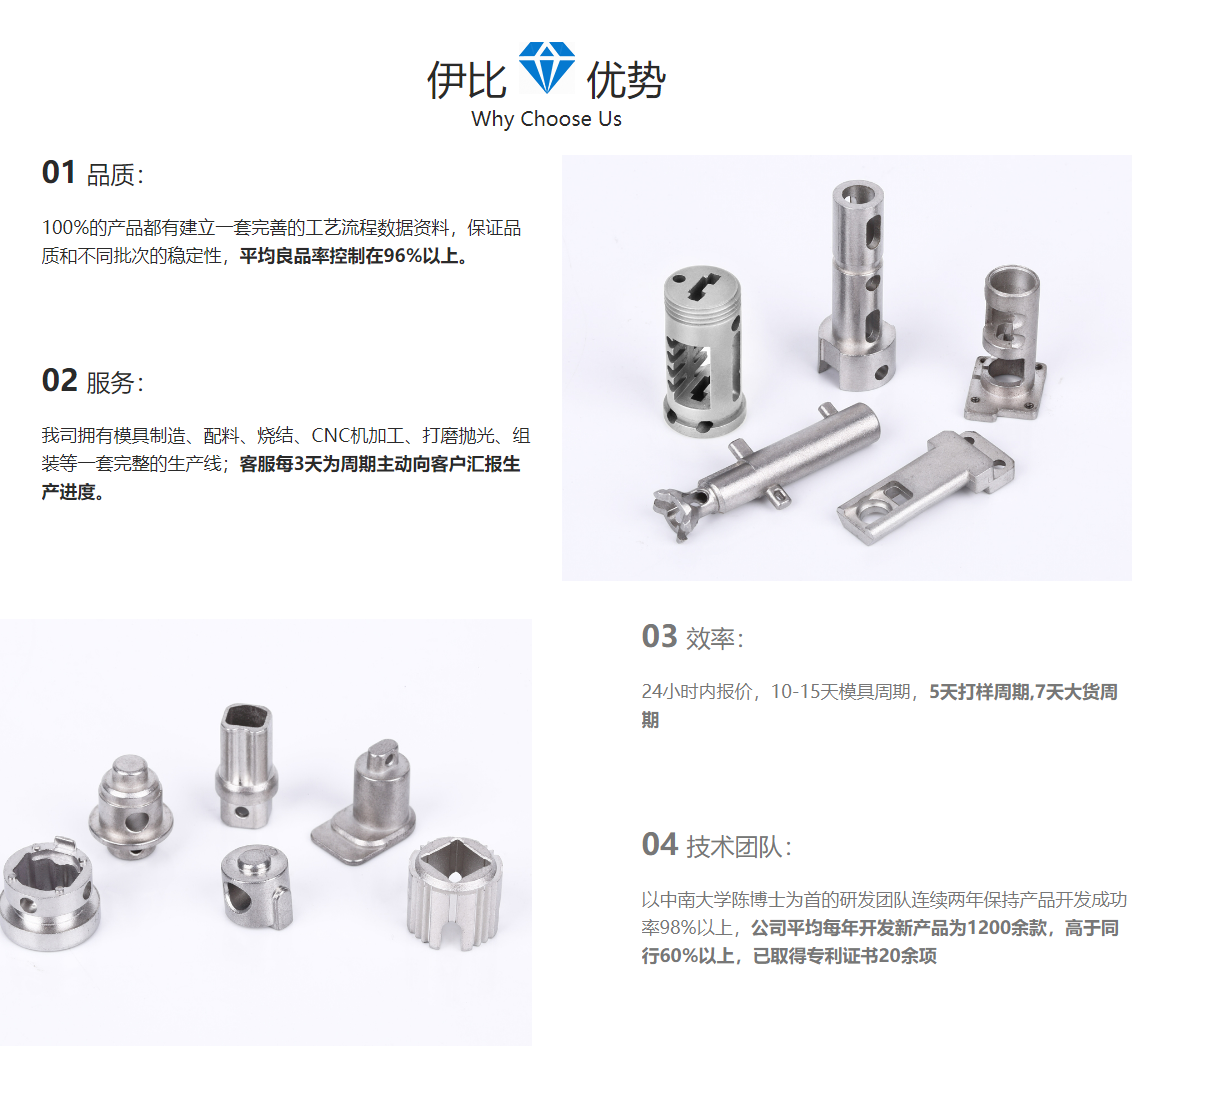 伊比 优势
Why Choose Us
01 品质：
100%的产品都有建立一套完善的工艺流程数据资料，保证品
质和不同批次的稳定性，平均良品率控制在96%以上。
02 服务：
我司拥有模具制造、配料、烧结、CNC机加工、打磨抛光、组
装等一套完整的生产线；客服每3天为周期主动向客户汇报生
产进度。
03 效率：
24小时内报价，10-15天模具周期，5天打样周期,7天大货周
期
04 技术团队：
以中南大学陈博士为首的研发团队连续两年保持产品开发成功
率98%以上，公司平均每年开发新产品为1200余款，高于同
行60%以上，已取得专利证书20余项